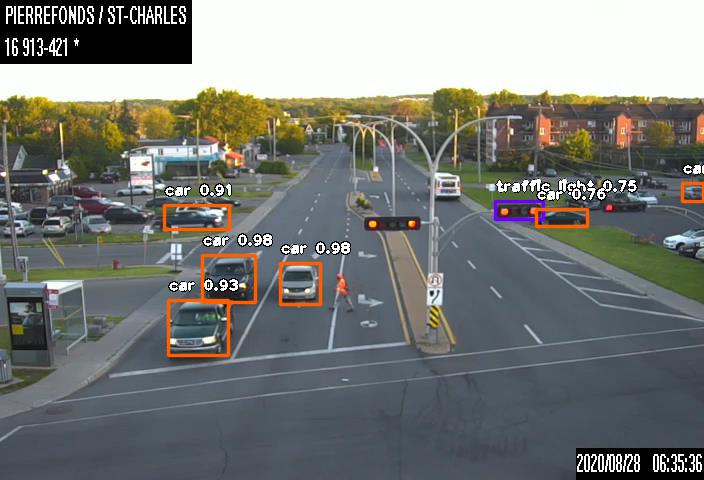 PIERREFONDS / ST-CHARLES
16 913-421 *
traffic light 0.75
ca
car 0.91
car 0.76
car 0.98
car 0.98
car 0.93
2020/08/28 06:35:36